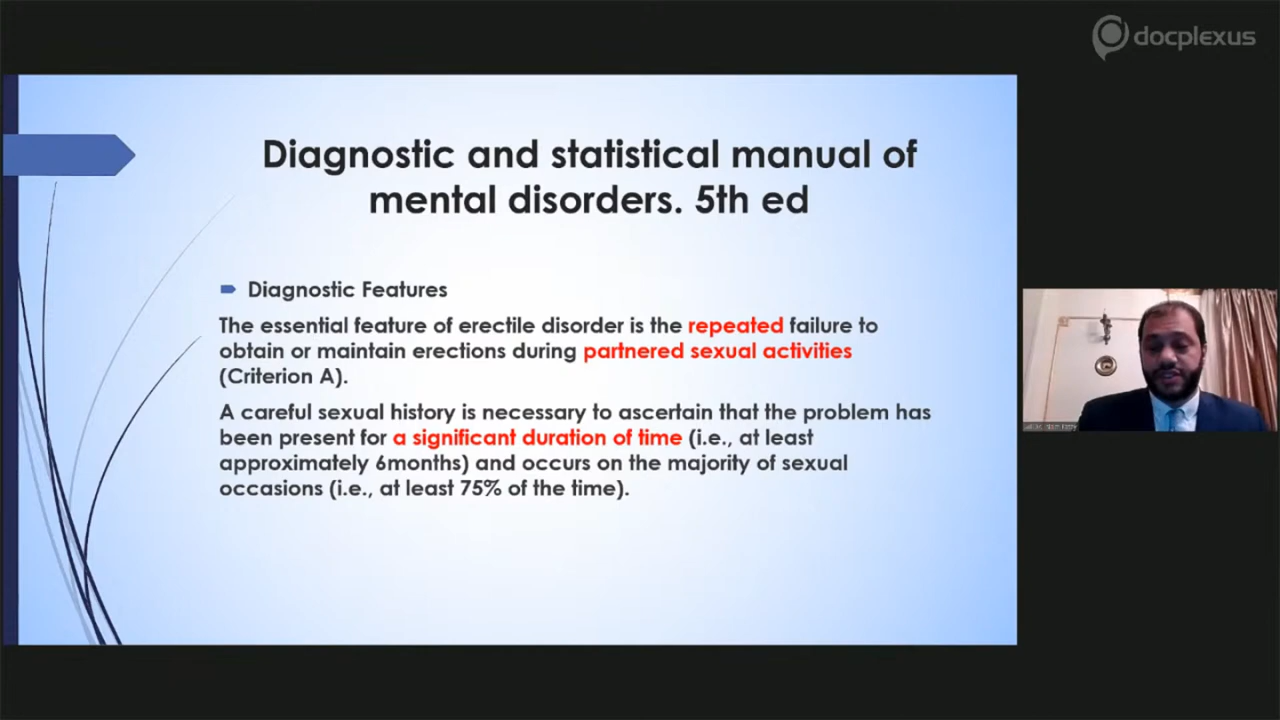 docplexus
Diagnostic and statistical manual of
mental disorders. 5th ed
Diagnostic Features
The essential feature of erectile disorder is the repeated failure to
obtain or maintain erections during partnered sexual activities
(Criterion A).
A careful sexual history is necessary to ascertain that the problem has
been present for a significant duration of time (i.e., at least
approximately 6months) and occurs on the majority of sexual
occasions (i.e., at least 75% of the time).